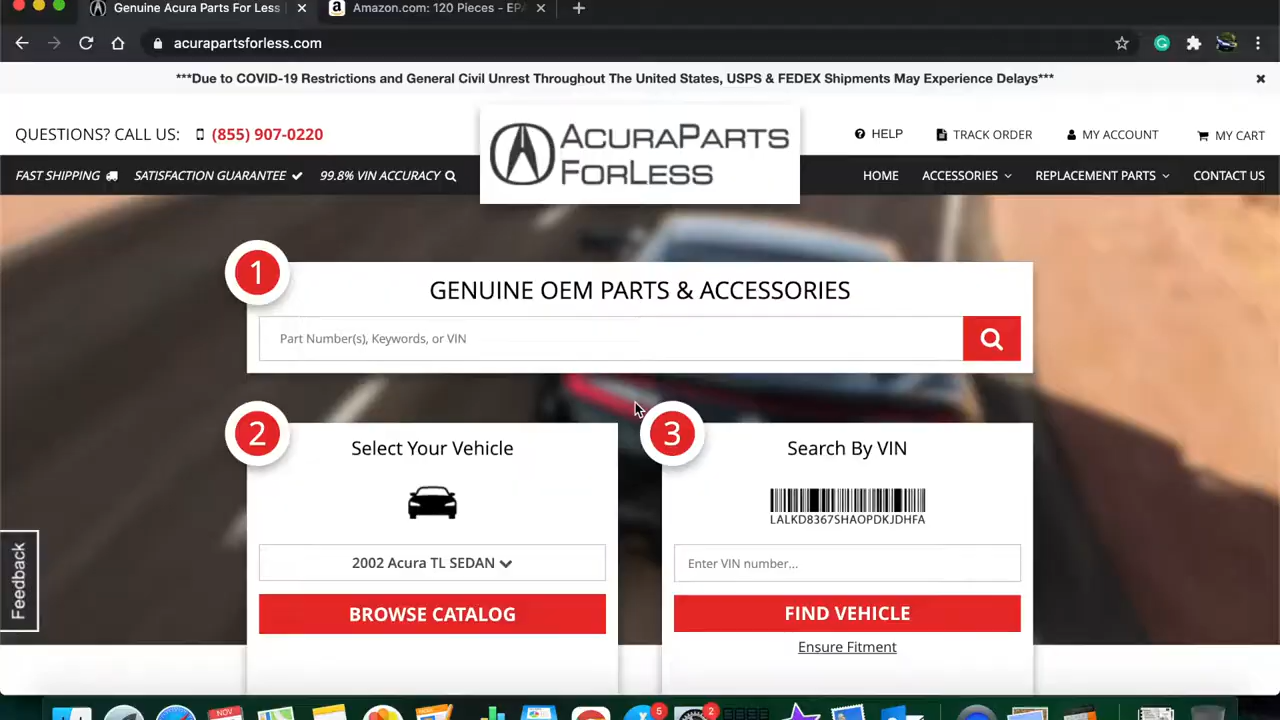 Genuine Acura Parts For Less
Amazon.com: 120 Pieces - EPA
acurapartsforless.com
***Due to COVID-19 Restrictions and General Civil Unrest Throughout The United States, USPS & FEDEX Shipments May Experience Delays***
QUESTIONS? CALL US: (855) 907-0220
ACURAPARTS
FORLESS
HELP
TRACK ORDER
MY ACCOUNT
MY CART
FAST SHIPPING
SATISFACTION GUARANTEE
99.8% VIN ACCURACY
HOME
ACCESSORIES
REPLACEMENT PARTS
CONTACT US
1
GENUINE OEM PARTS & ACCESSORIES
Part Number(s), Keywords, or VIN
2
Select Your Vehicle
2002 Acura TL SEDAN
BROWSE CATALOG
3
Search By VIN
LALKD8367SHAOPDKJDHFA
Enter VIN number...
FIND VEHICLE
Ensure Fitment
Feedback
NOV
5
2